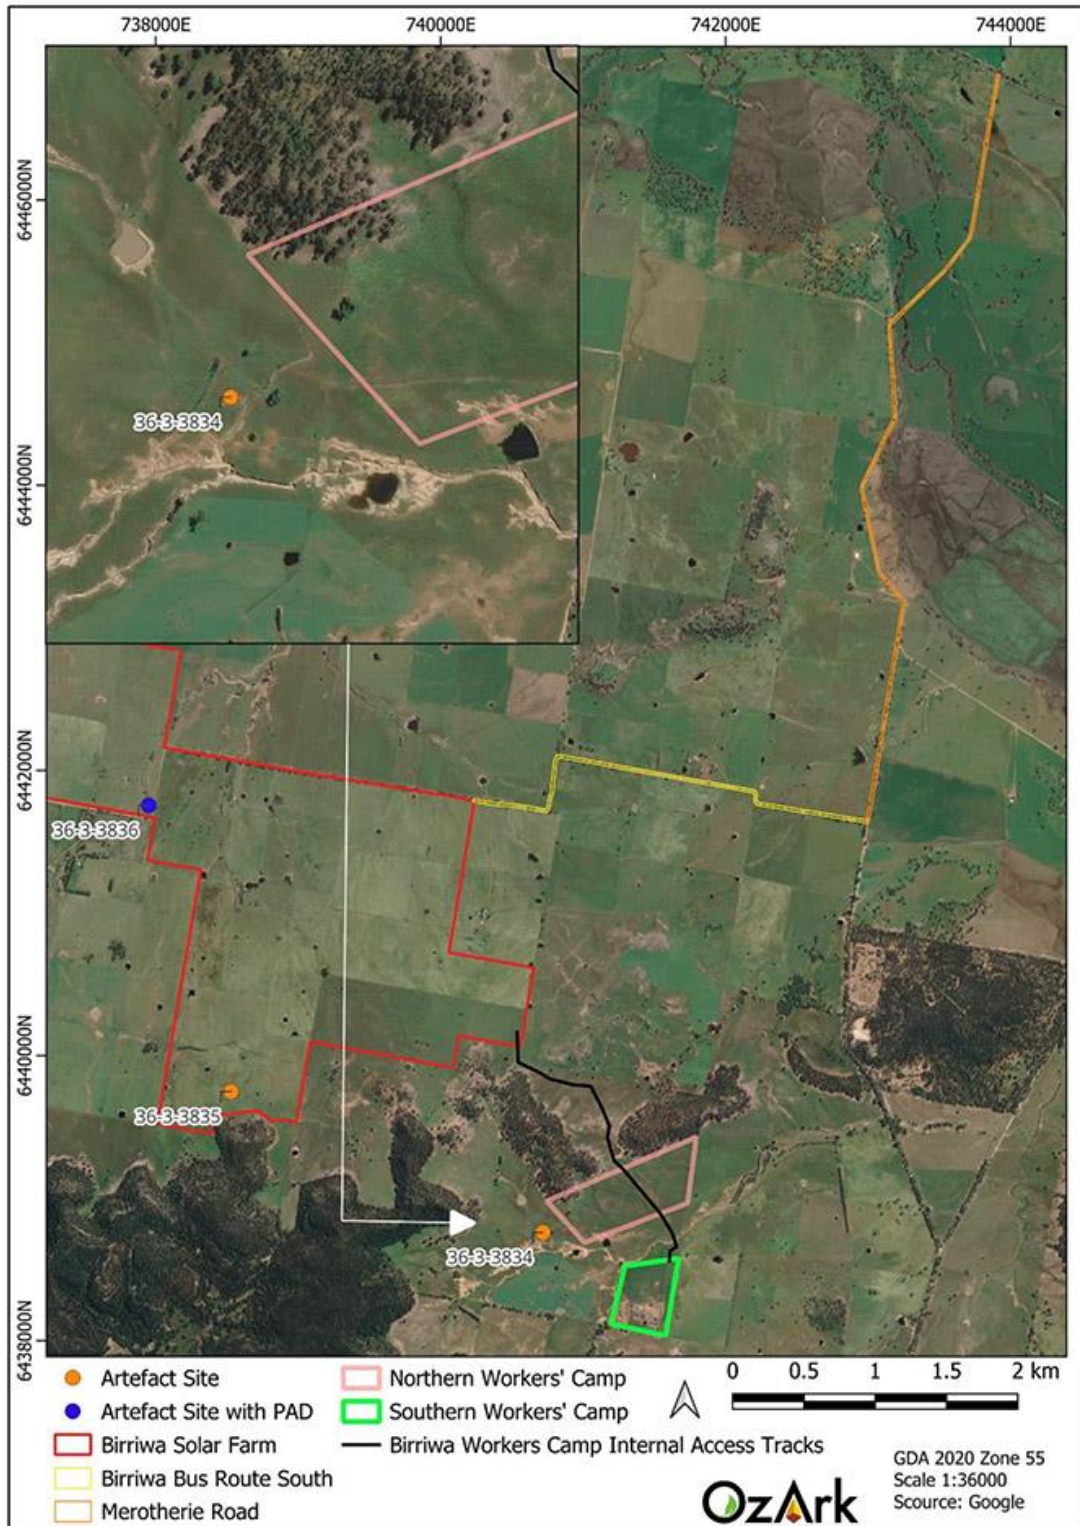 738000E 740000E 742000E 744000E
6446000N
6444000N
6442000N
6440000N
6438000N
36-3-3834
36-3-3836
36-3-3835
36-3-3834
Artefact Site
Artefact Site with PAD
Birriwa Solar Farm
Birriwa Bus Route South
Merotherie Road
Northern Workers' Camp
Southern Workers' Camp
Birriwa Workers Camp Internal Access Tracks
0 0.5 1 1.5 2 km
OzArk
GDA 2020 Zone 55
Scale 1:36000
Scource: Google